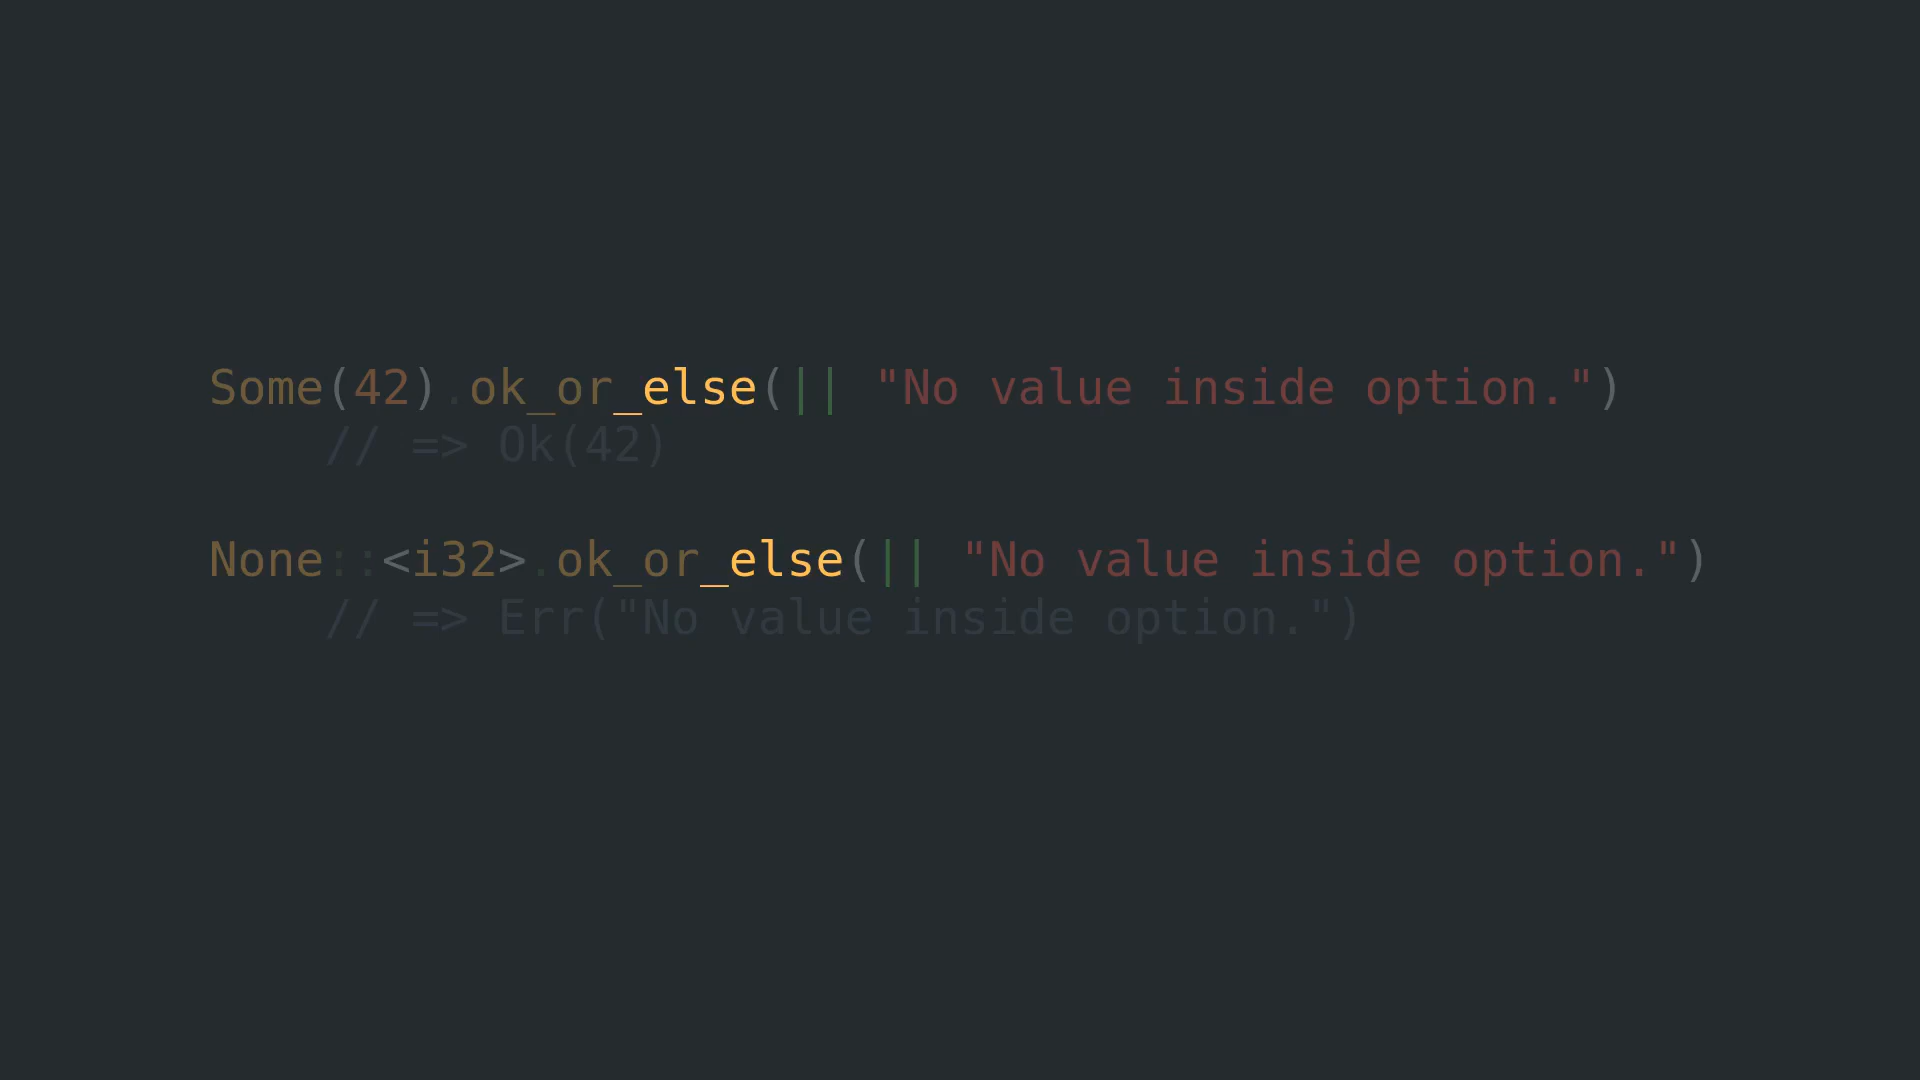 Some(42).ok_or_else(|| "No value inside option.")
    // => Ok(42)
None::<i32>.ok_or_else(|| "No value inside option.")
    // => Err("No value inside option.")